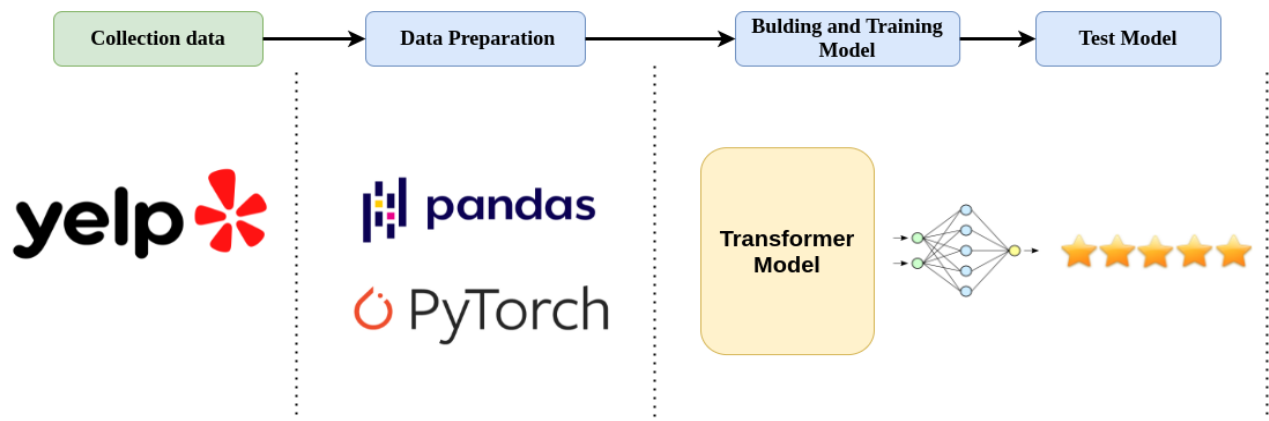 Collection data
Data Preparation
Bulding and Training
Model
Test Model
yelp
pandas
PyTorch
Transformer
Model